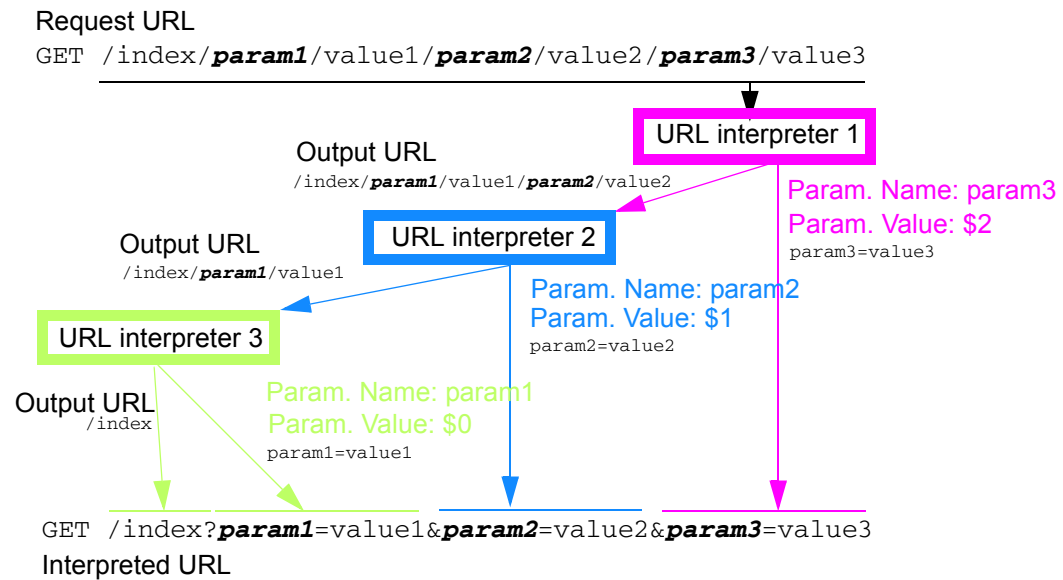 Request URL
GET /index/param1/value1/param2/value2/param3/value3
URL interpreter 1
Output URL
/index/param1/value1/param2/value2
Param. Name: param3
Param. Value: $2
param3=value3
URL interpreter 2
Output URL
/index/param1/value1
Param. Name: param2
Param. Value: $1
param2=value2
URL interpreter 3
Output URL
/index
Param. Name: param1
Param. Value: $0
param1=value1
GET /index?param1=value1&param2=value2&param3=value3
Interpreted URL